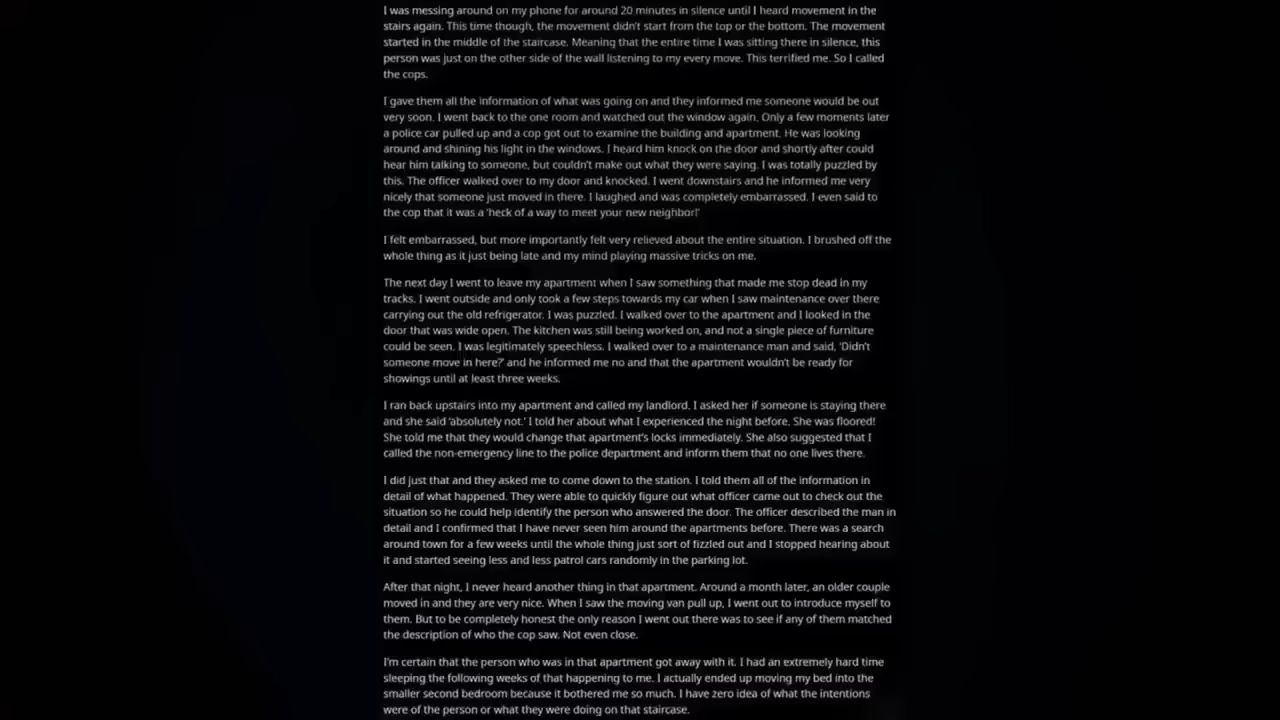 I was messing around on my phone for around 20 minutes in silence until I heard movement in the
stairs again. This time though, the movement didn't start from the top or the bottom. The movement
started in the middle of the staircase. Meaning that the entire time I was sitting there in silence, this
person was just on the other side of the wall listening to my every move. This terrified me. So I called
the cops.
I gave them all the information of what was going on and they informed me someone would be out
very soon. I went back to the one room and watched out the window again. Only a few moments later
a police car pulled up and a cop got out to examine the building and apartment. He was looking
around and shining his light in the windows. I heard him knock on the door and shortly after could
hear him talking to someone, but couldn't make out what they were saying. I was totally puzzled by
this. The officer walked over to my door and knocked. I went downstairs and he informed me very
nicely that someone just moved in there. I laughed and was completely embarrassed. I even said to
the cop that it was a 'heck of a way to meet your new neighbor!'
I felt embarrassed, but more importantly felt very relieved about the entire situation. I brushed off the
whole thing as it just being late and my mind playing massive tricks on me.
The next day I went to leave my apartment when I saw something that made me stop dead in my
tracks. I went outside and only took a few steps towards my car when I saw maintenance over there
carrying out the old refrigerator. I was puzzled. I walked over to the apartment and I looked in the
door that was wide open. The kitchen was still being worked on, and not a single piece of furniture
could be seen. I was legitimately speechless. I walked over to a maintenance man and said, 'Didn't
someone move in here?' and he informed me no and that the apartment wouldn't be ready for
showings until at least three weeks.
I ran back upstairs into my apartment and called my landlord. I asked her if someone is staying there
and she said 'absolutely not.' I told her about what I experienced the night before. She was floored!
She told me that they would change that apartment's locks immediately. She also suggested that I
called the non-emergency line to the police department and inform them that no one lives there.
I did just that and they asked me to come down to the station. I told them all of the information in
detail of what happened. They were able to quickly figure out what officer came out to check out the
situation so he could help identify the person who answered the door. The officer described the man in
detail and I confirmed that I have never seen him around the apartments before. There was a search
around town for a few weeks until the whole thing just sort of fizzled out and I stopped hearing about
it and started seeing less and less patrol cars randomly in the parking lot.
After that night, I never heard another thing in that apartment. Around a month later, an older couple
moved in and they are very nice. When I saw the moving van pull up, I went out to introduce myself to
them. But to be completely honest the only reason I went out there was to see if any of them matched
the description of who the cop saw. Not even close.
I'm certain that the person who was in that apartment got away with it. I had an extremely hard time
sleeping the following weeks of that happening to me. I actually ended up moving my bed into the
smaller second bedroom because it bothered me so much. I have zero idea of what the intentions
were of the person or what they were doing on that staircase.